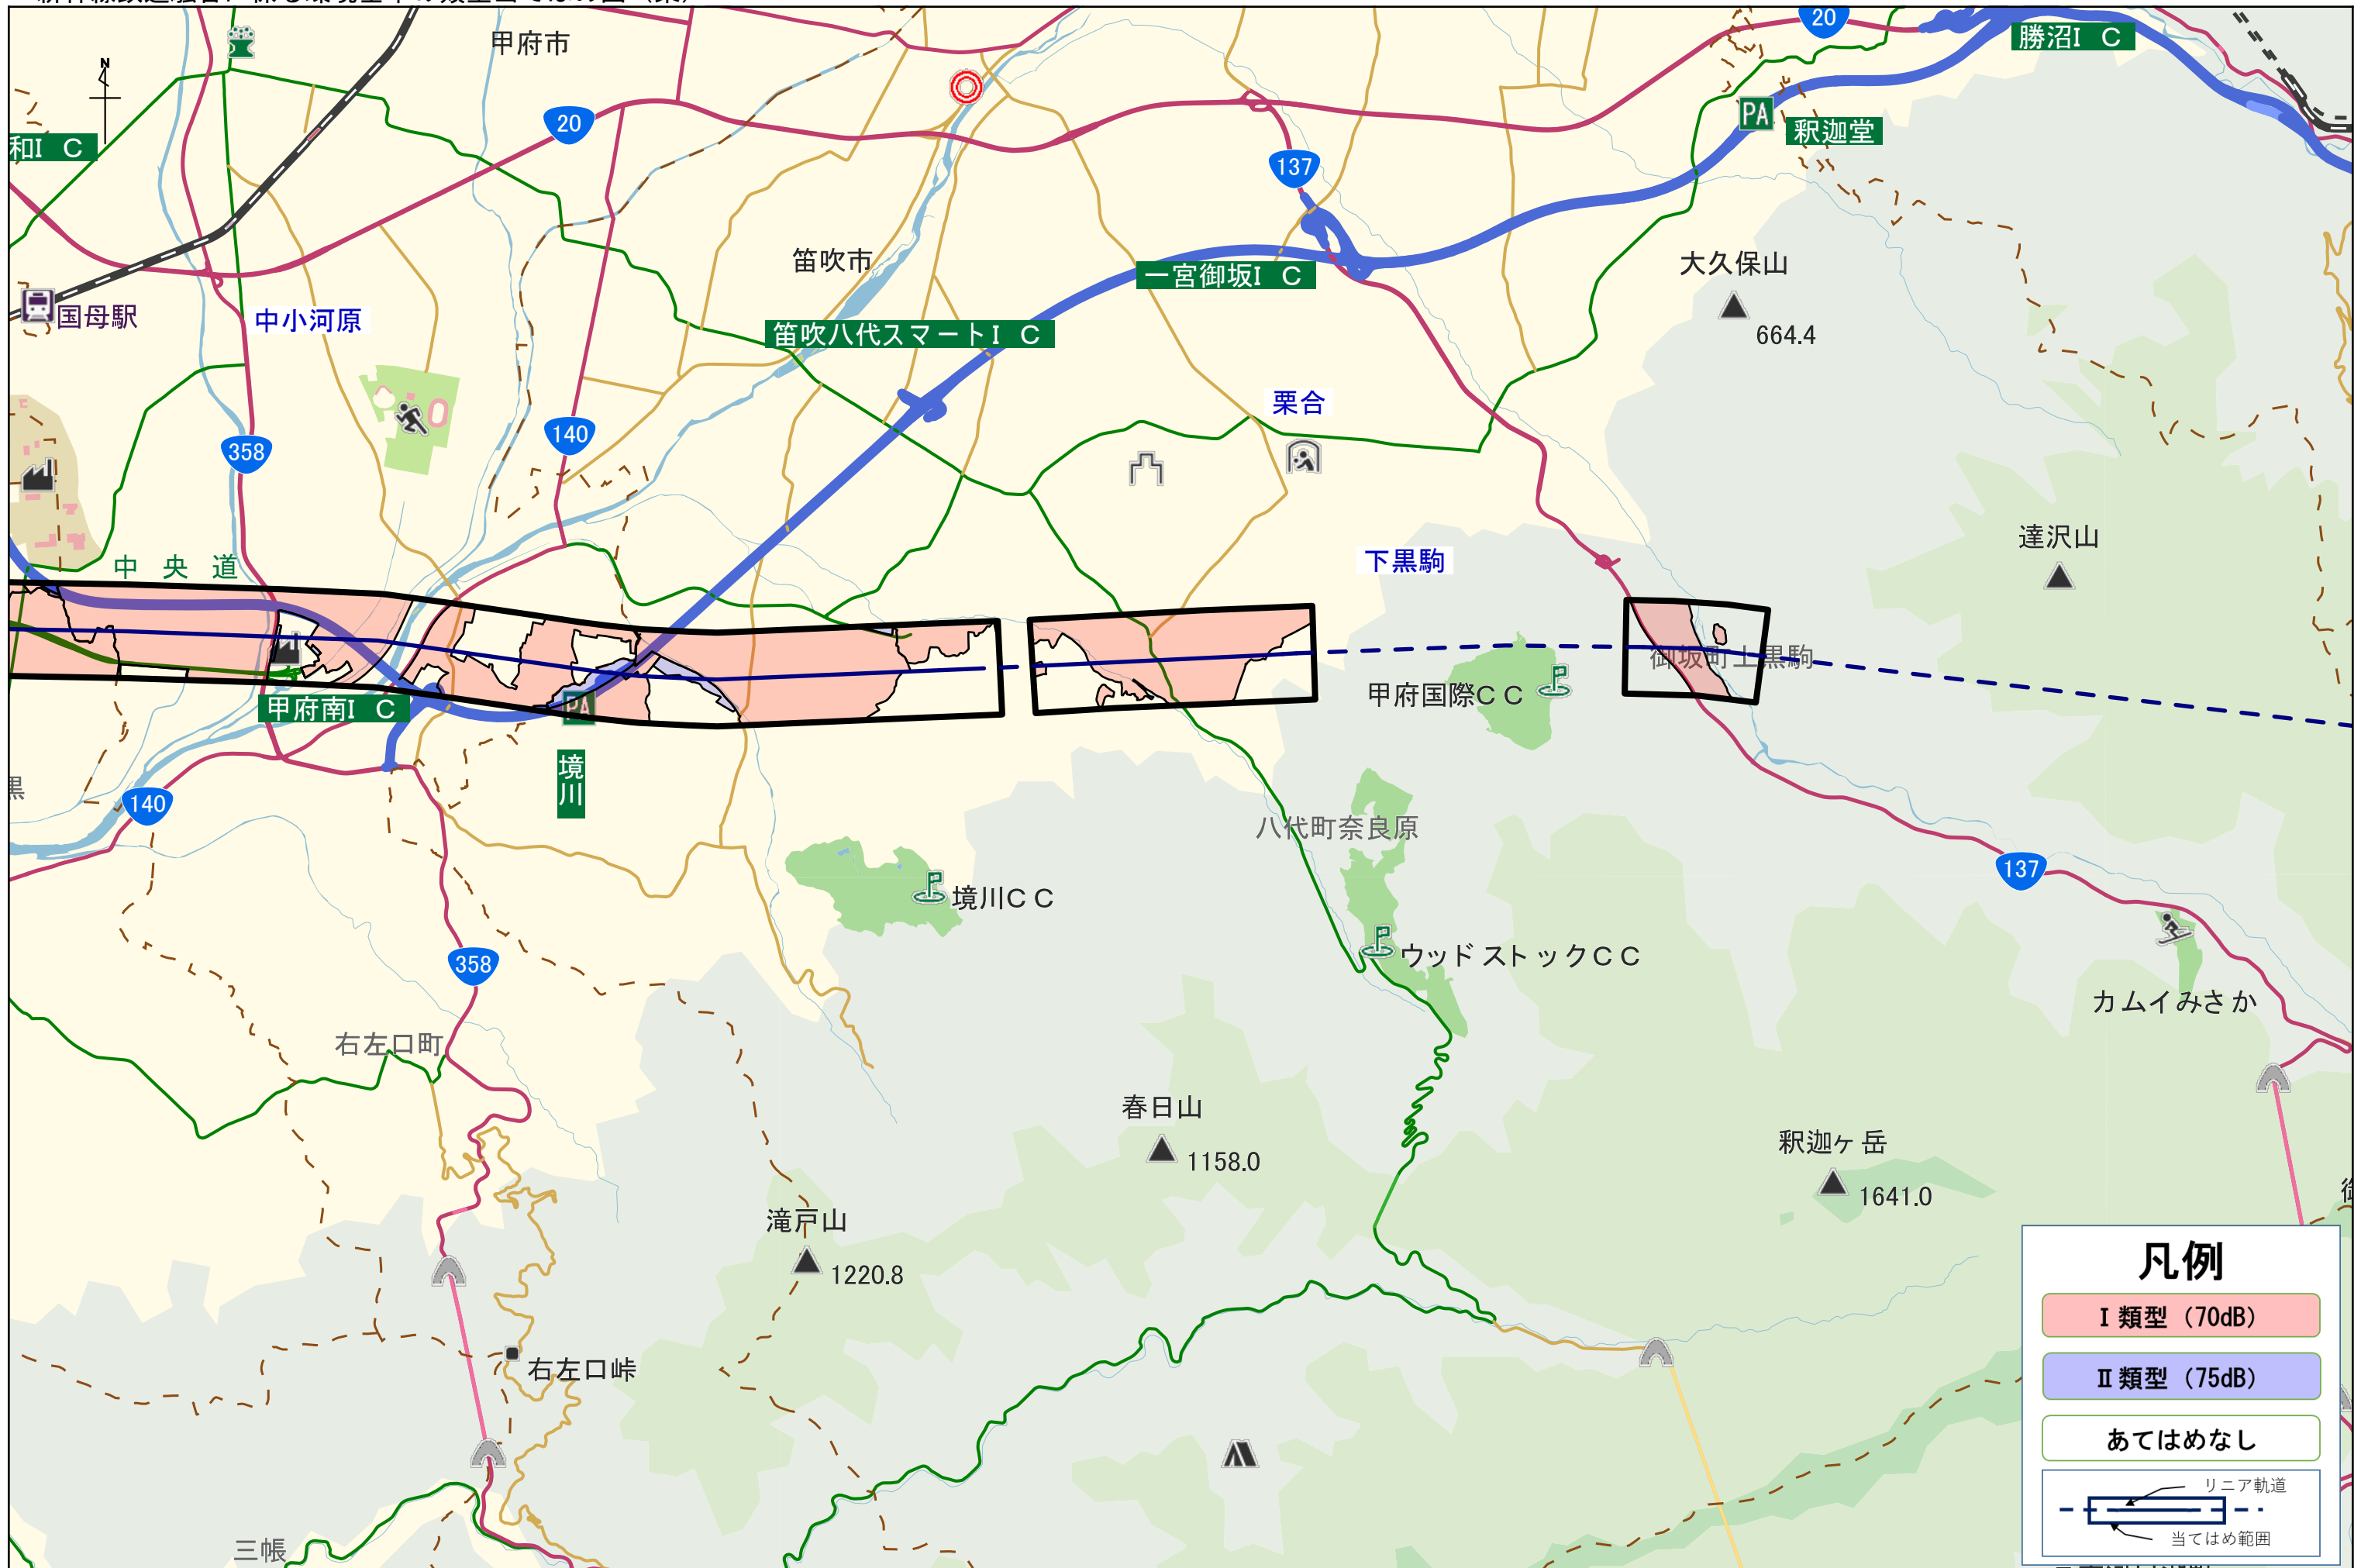 甲府市
20
勝沼I C
N
20
PA
釈迦堂
和I C
137
笛吹市
大久保山
一宮御坂I C
国母駅
中小河原
笛吹八代スマートI C
664.4
栗合
358
140
達沢山
下黒駒
中央道
御坂町上黒駒
甲府国際CC
甲府南I C
PA
境川
黒
140
八代町奈良原
137
境川CC
358
ウッドストックCC
カムイみさか
右左口町
春日山
1158.0
釈迦ヶ岳
1641.0
滝戸山
1220.8
右左口峠
三帳
凡例
I類型（70dB）
II類型（75dB）
あてはめなし
リニア軌道
当てはめ範囲